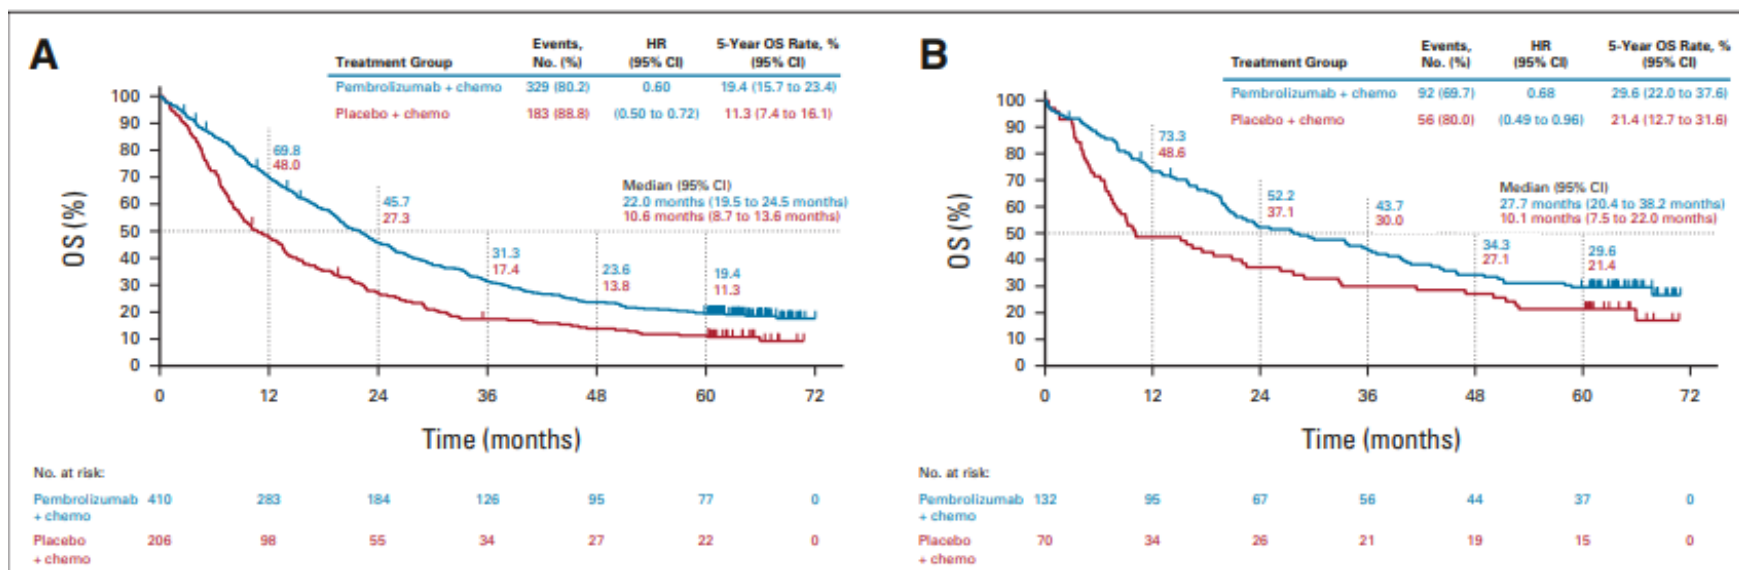 A
Treatment Group Events, No. (%) HR (95% CI) 5-Year OS Rate, % (95% CI)
Pembrolizumab + chemo 329 (80.2) 0.60 19.4 (15.7 to 23.4)
Placebo + chemo 183 (88.8) (0.50 to 0.72) 11.3 (7.4 to 16.1)
100
90
80
70
60
50
40
30
20
10
0
OS (%)
69.8
48.0
45.7
27.3
Median (95% CI)
22.0 months (19.5 to 24.5 months)
10.6 months (8.7 to 13.6 months)
31.3
17.4
23.6
13.8
19.4
11.3
0 12 24 36 48 60 72
Time (months)
No. at risk:
Pembrolizumab 410 283 184 126 95 77 0
+ chemo
Placebo 206 98 55 34 27 22 0
+ chemo
B
Treatment Group Events, No. (%) HR (95% CI) 5-Year OS Rate, % (95% CI)
Pembrolizumab + chemo 92 (69.7) 0.68 29.6 (22.0 to 37.6)
Placebo + chemo 56 (80.0) (0.49 to 0.96) 21.4 (12.7 to 31.6)
100
90
80
70
60
50
40
30
20
10
0
OS (%)
73.3
48.6
52.2
37.1
43.7
30.0
Median (95% CI)
27.7 months (20.4 to 38.2 months)
10.1 months (7.5 to 22.0 months)
34.3
27.1
29.6
21.4
0 12 24 36 48 60 72
Time (months)
No. at risk:
Pembrolizumab 132 95 67 56 44 37 0
+ chemo
Placebo 70 34 26 21 19 15 0
+ chemo